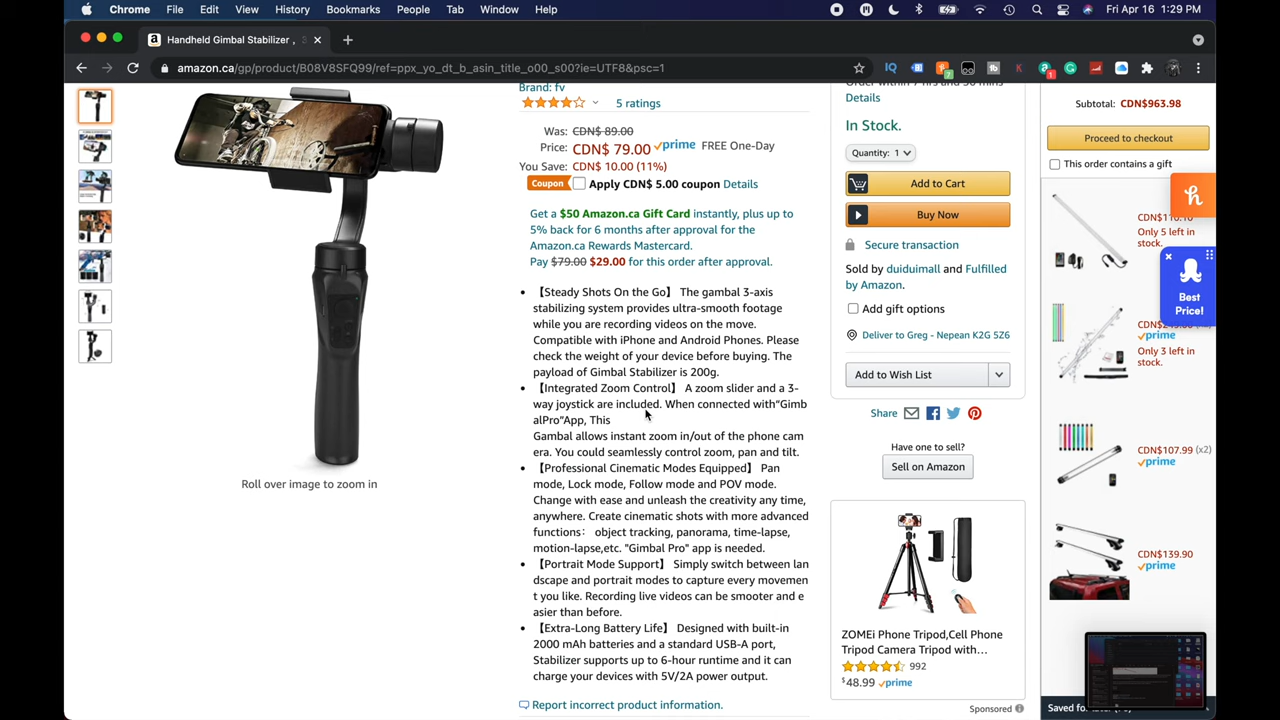 Chrome File Edit View History Bookmarks People Tab Window Help Fri Apr 16 1:29 PM
Handheld Gimbal Stabilizer ,
amazon.ca/gp/product/B08V8SFQ99/ref=ppx_yo_dt_b_asin_title_o00_s00?ie=UTF8&psc=1
Brand: fv
5 ratings
Was: CDN$ 89.00
Price: CDN$ 79.00 prime FREE One-Day
You Save: CDN$ 10.00 (11%)
Coupon Apply CDN$ 5.00 coupon Details
Get a $50 Amazon.ca Gift Card instantly, plus up to
5% back for 6 months after approval for the
Amazon.ca Rewards Mastercard.
Pay $79.00 $29.00 for this order after approval.
• 【Steady Shots On the Go】 The gambal 3-axis
stabilizing system provides ultra-smooth footage
while you are recording videos on the move.
Compatible with iPhone and Android Phones. Please
check the weight of your device before buying. The
payload of Gimbal Stabilizer is 200g.
• 【Integrated Zoom Control】 A zoom slider and a 3-
way joystick are included. When connected with“Gimb
alPro”App, This
Gambal allows instant zoom in/out of the phone cam
era. You could seamlessly control zoom, pan and tilt.
• 【Professional Cinematic Modes Equipped】 Pan
mode, Lock mode, Follow mode and POV mode.
Change with ease and unleash the creativity any time,
anywhere. Create cinematic shots with more advanced
functions： object tracking, panorama, time-lapse,
motion-lapse,etc. "Gimbal Pro" app is needed.
• 【Portrait Mode Support】 Simply switch between lan
dscape and portrait modes to capture every movemen
t you like. Recording live videos can be smooter and e
asier than before.
• 【Extra-Long Battery Life】 Designed with built-in
2000 mAh batteries and a standard USB-A port,
Stabilizer supports up to 6-hour runtime and it can
charge your devices with 5V/2A power output.
Report incorrect product information.
Roll over image to zoom in
Details
In Stock.
Quantity: 1
Add to Cart
Buy Now
Secure transaction
Sold by duiduimall and Fulfilled
by Amazon.
Add gift options
Deliver to Greg - Nepean K2G 5Z6
Add to Wish List
Share
Have one to sell?
Sell on Amazon
ZOMEi Phone Tripod,Cell Phone
Tripod Camera Tripod with…
992
$48.99 prime
Sponsored
Subtotal: CDN$963.98
Proceed to checkout
This order contains a gift
Only 5 left in
stock.
prime
Only 3 left in
stock.
Best
Price!
CDN$107.99 (x2)
prime
CDN$139.90
prime